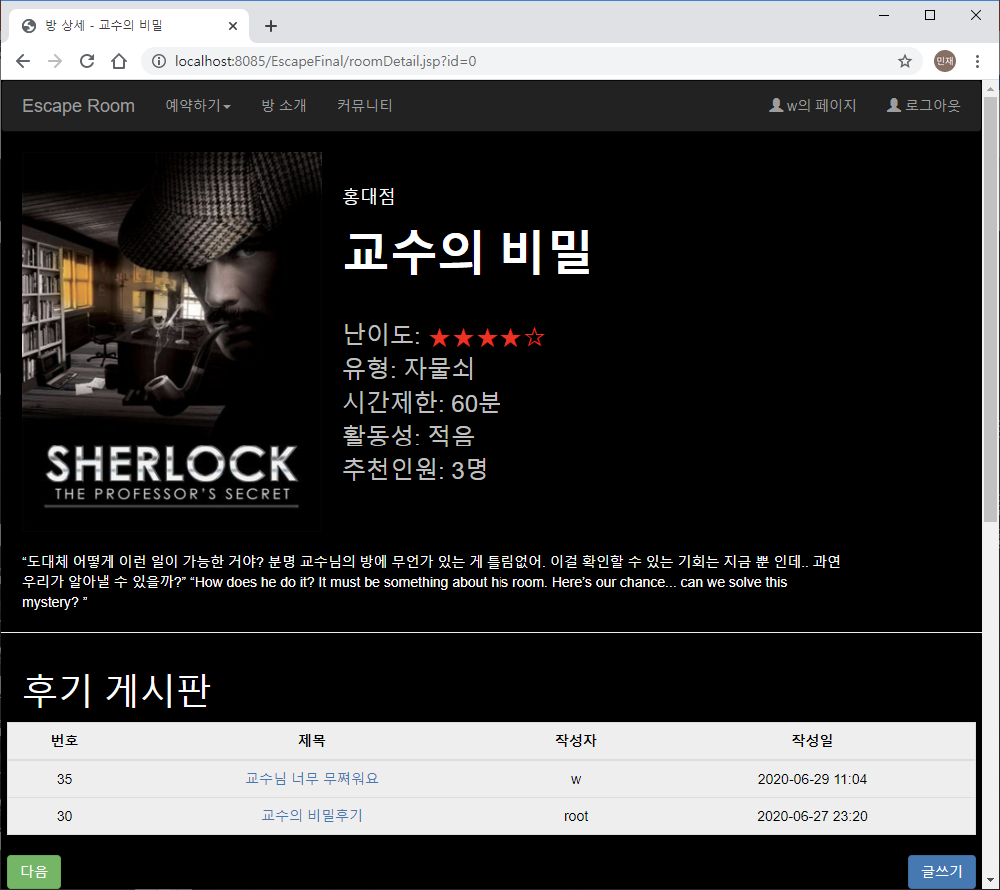 방 상세 - 교수의 비밀
localhost:8085/EscapeFinal/roomDetail.jsp?id=0
민재
Escape Room 예약하기 방 소개 커뮤니티 w의 페이지 로그아웃
홍대점
교수의 비밀
난이도: ★★★★☆
유형: 자물쇠
시간제한: 60분
활동성: 적음
추천인원: 3명
SHERLOCK
THE PROFESSOR'S SECRET
“도대체 어떻게 이런 일이 가능한 거야? 분명 교수님의 방에 무언가 있는 게 틀림없어. 이걸 확인할 수 있는 기회는 지금 뿐 인데.. 과연
우리가 알아낼 수 있을까?” “How does he do it? It must be something about his room. Here’s our chance... can we solve this
mystery? ”
후기 게시판
번호 제목 작성자 작성일
35 교수님 너무 무쪄워요 w 2020-06-29 11:04
30 교수의 비밀후기 root 2020-06-27 23:20
다음 글쓰기